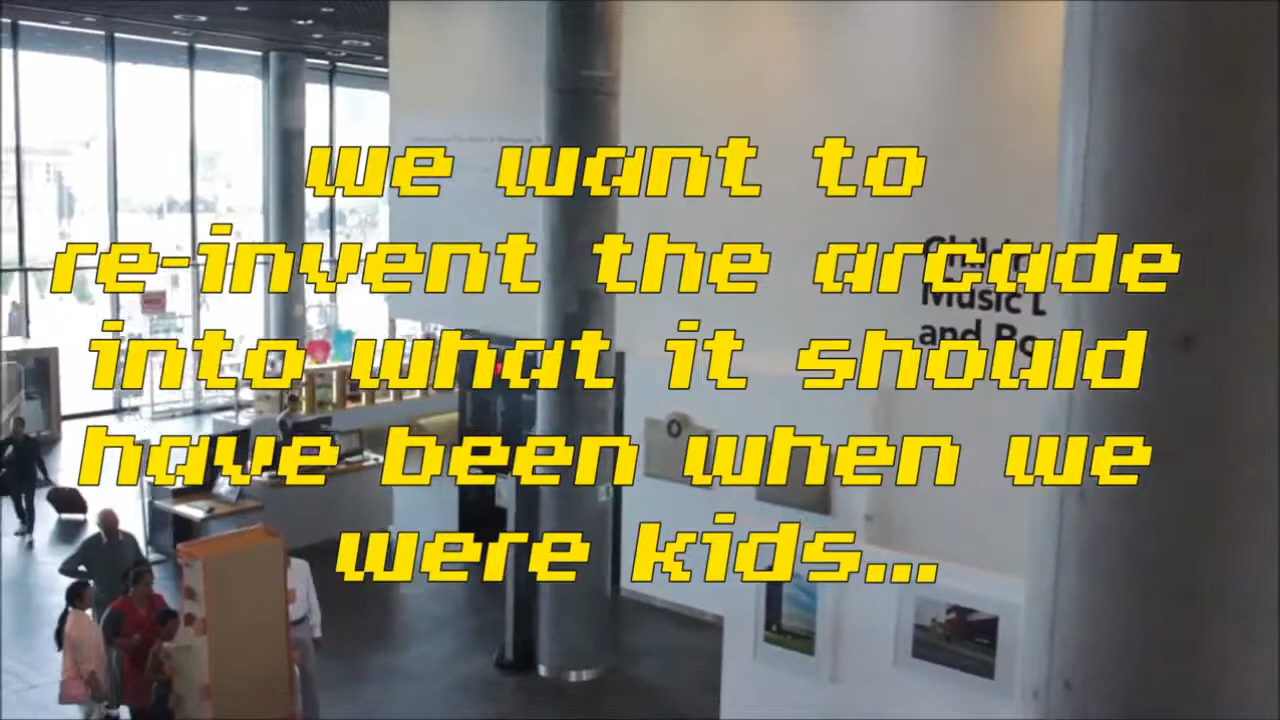 we want to
re-invent the arcade
into what it should
have been when we
were kids...
Music
and